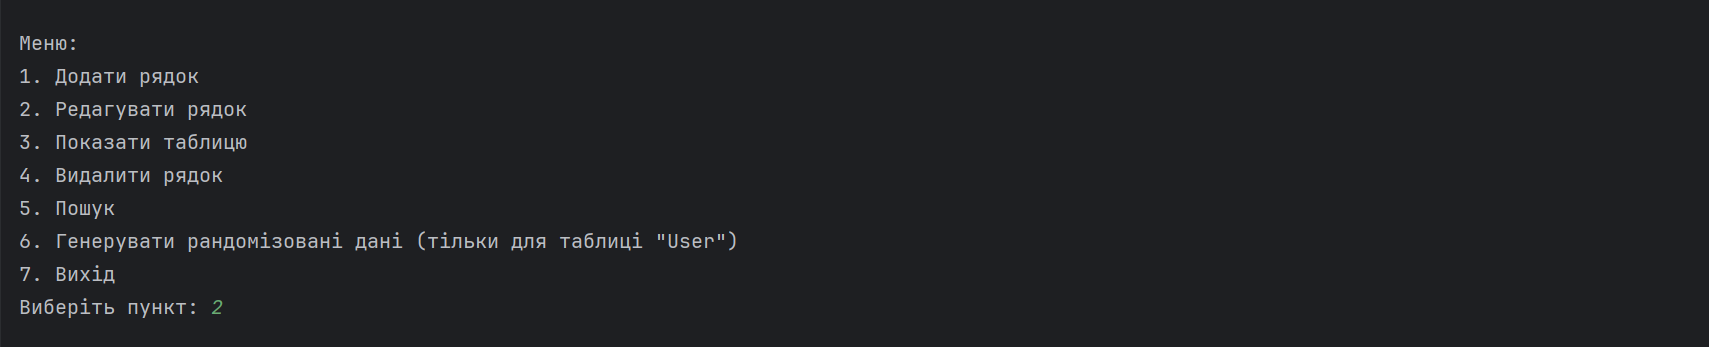 Меню:
1. Додати рядок
2. Редагувати рядок
3. Показати таблицю
4. Видалити рядок
5. Пошук
6. Генерувати рандомізовані дані (тільки для таблиці "User")
7. Вихід
Виберіть пункт: 2